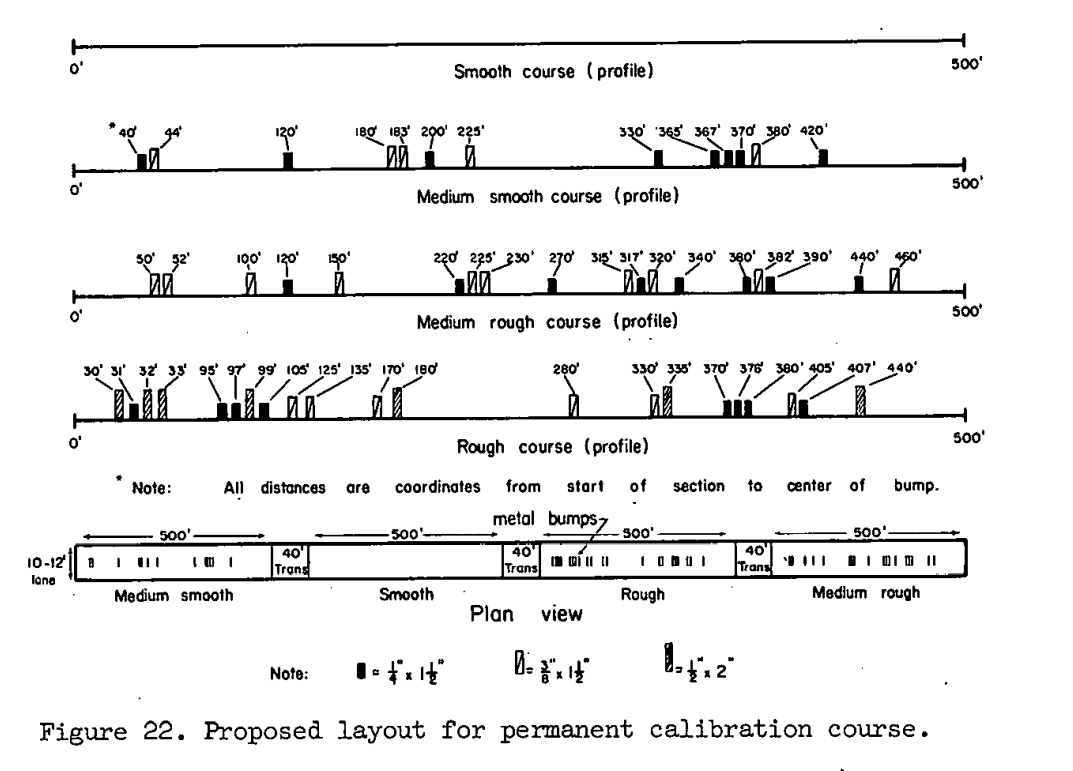 0' 500'
Smooth course (profile)
* 40' 44' 120' 180' 183' 200' 225' 330' 365' 367' 370' 380' 420'
0' 500'
Medium smooth course (profile)
50' 52' 100' 120' 150' 220' 225' 230' 270' 315' 317' 320' 340' 382' 390' 440' 460'
0' 500'
Medium rough course (profile)
30' 31' 32' 33' 95' 97' 99' 105' 125' 135' 170' 180' 280' 330' 335' 370' 376' 380' 405' 407' 440'
0' 500'
Rough course (profile)
* Note: All distances are coordinates from start of section to center of bump.
metal bumps
500' 500' 500' 500'
10-12' lane 40' Trans 40' Trans 40' Trans
Medium smooth Smooth Rough Medium rough
Plan view
Note: = 1/4" x 1 1/2" = 3/8" x 1 1/2" = 1/2" x 2"
Figure 22. Proposed layout for permanent calibration course.